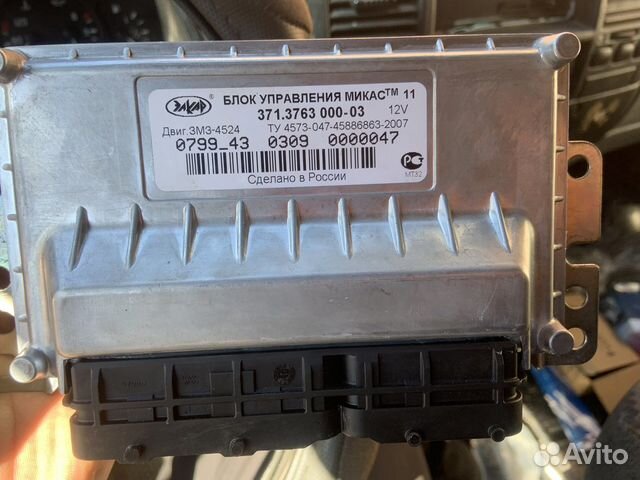 ЭЛКАР ® БЛОК УПРАВЛЕНИЯ МИКАС™ 11
371.3763 000-03 12V
Двиг.ЗМЗ-4524 ТУ 4573-047-45886863-2007
0799_43 0309 0000047
Сделано в России
РС
МТ32
Avito